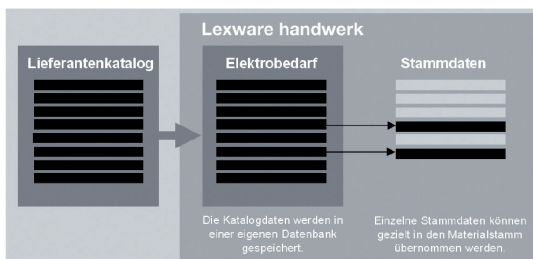 Lexware handwerk
Lieferantenkatalog
Elektrobedarf
Stammdaten
Die Katalogdaten werden in
einer eigenen Datenbank
gespeichert.
Einzelne Stammdaten können
gezielt in den Materialstamm
übernommen werden.